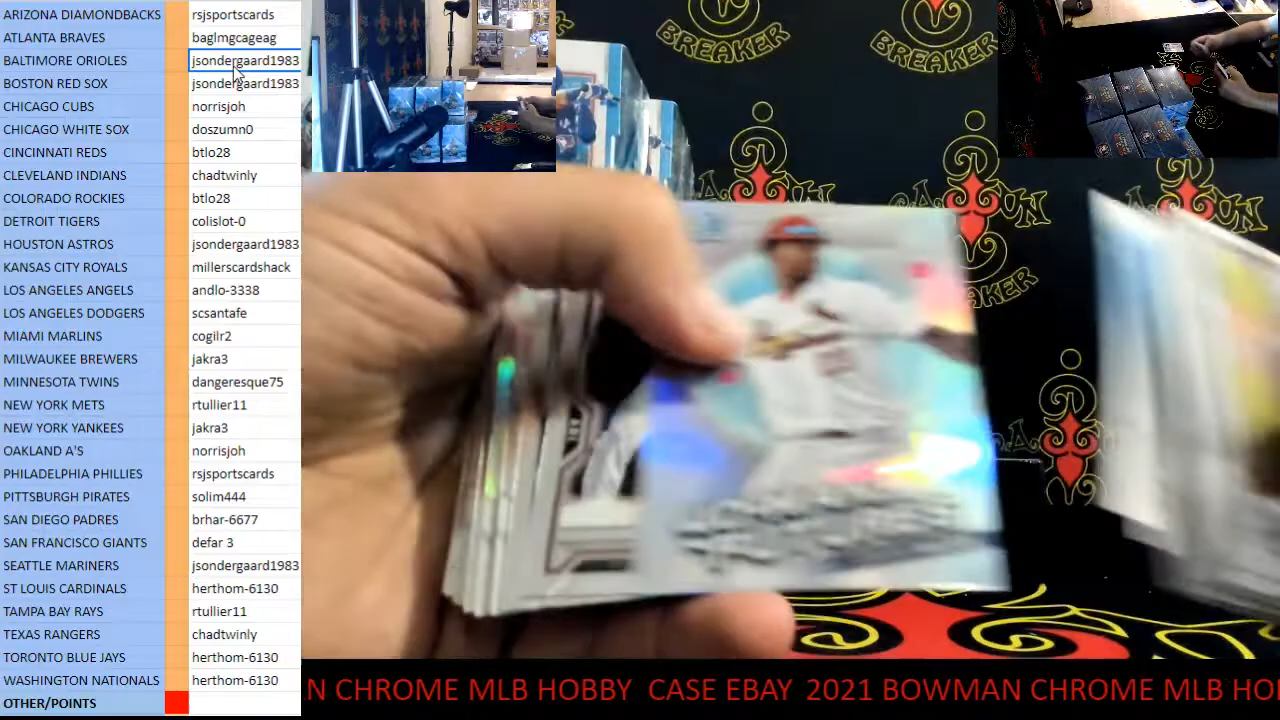 ARIZONA DIAMONDBACKS rsjsportscards
ATLANTA BRAVES baglmgcageag
BALTIMORE ORIOLES jsondergaard1983
BOSTON RED SOX jsondergaard1983
CHICAGO CUBS norrisjoh
CHICAGO WHITE SOX doszumn0
CINCINNATI REDS btlo28
CLEVELAND INDIANS chadtwinly
COLORADO ROCKIES btlo28
DETROIT TIGERS colislot-0
HOUSTON ASTROS jsondergaard1983
KANSAS CITY ROYALS millerscardshack
LOS ANGELES ANGELS andlo-3338
LOS ANGELES DODGERS scsantafe
MIAMI MARLINS cogilr2
MILWAUKEE BREWERS jakra3
MINNESOTA TWINS dangeresque75
NEW YORK METS rtullier11
NEW YORK YANKEES jakra3
OAKLAND A'S norrisjoh
PHILADELPHIA PHILLIES rsjsportscards
PITTSBURGH PIRATES solim444
SAN DIEGO PADRES brhar-6677
SAN FRANCISCO GIANTS defar 3
SEATTLE MARINERS jsondergaard1983
ST LOUIS CARDINALS herthom-6130
TAMPA BAY RAYS rtullier11
TEXAS RANGERS chadtwinly
TORONTO BLUE JAYS herthom-6130
WASHINGTON NATIONALS herthom-6130
OTHER/POINTS
BREAKER
BREAKER
BREAKER
N CHROME MLB HOBBY CASE EBAY 2021 BOWMAN CHROME MLB HO